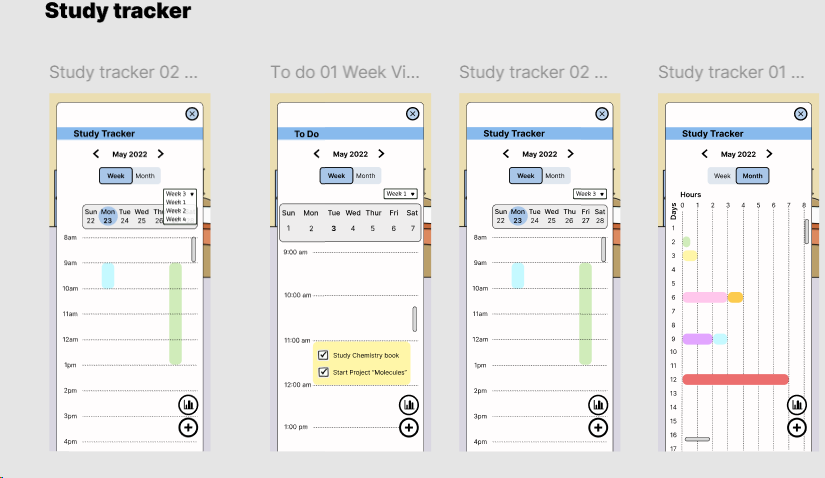 Study tracker
Study tracker 02 ...
Study Tracker
May 2022
Week Month
Week 3
Week 1
Week 2
Week 4
Sun Mon Tue Wed Thu
22 23 24 25 26
8am
9am
10am
11am
12am
1pm
2pm
3pm
4pm
To do 01 Week Vi...
To Do
May 2022
Week Month
Week 1
Sun Mon Tue Wed Thur Fri Sat
1 2 3 4 5 6 7
9:00 am
10:00 am
11:00 am
Study Chemistry book
Start Project "Molecules"
12:00 am
1:00 pm
Study tracker 02 ...
Study Tracker
May 2022
Week Month
Week 3
Sun Mon Tue Wed Thu Fri Sat
22 23 24 25 26 27 28
8am
9am
10am
11am
12am
1pm
2pm
3pm
4pm
Study tracker 01 ...
Study Tracker
May 2022
Week Month
Hours
0 1 2 3 4 5 6 7 8
Days
1
2
3
4
5
6
7
8
9
10
11
12
13
14
15
16
17